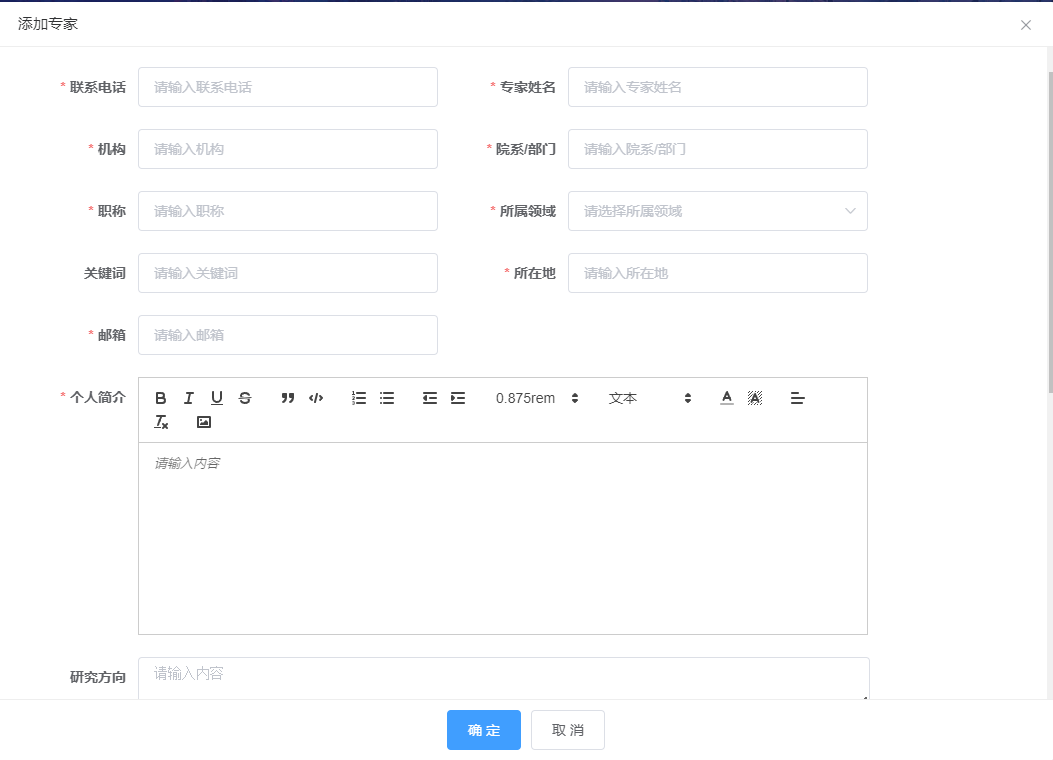 添加专家
* 联系电话 请输入联系电话 * 专家姓名 请输入专家姓名
* 机构 请输入机构 * 院系/部门 请输入院系/部门
* 职称 请输入职称 * 所属领域 请选择所属领域
关键词 请输入关键词 * 所在地 请输入所在地
* 邮箱 请输入邮箱
* 个人简介 B I U S 0.875rem 文本 A A
请输入内容
研究方向 请输入内容
确 定 取 消